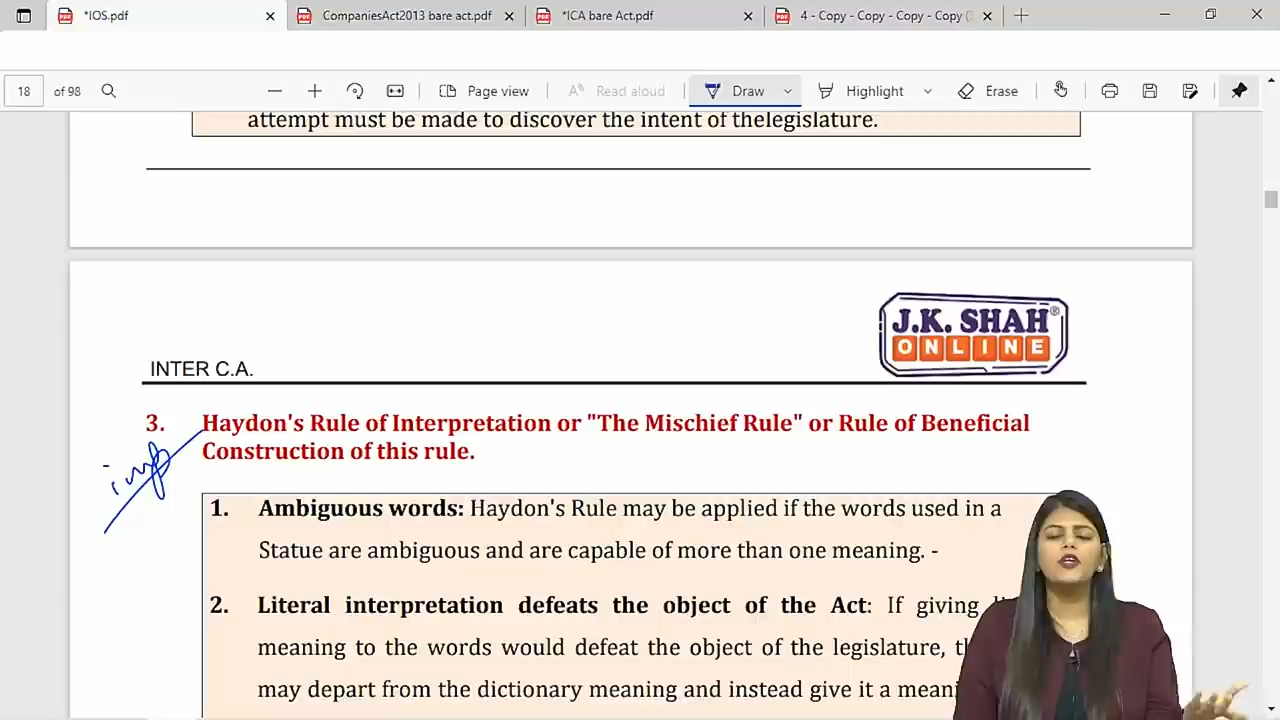 *IOS.pdf
CompaniesAct2013 bare act.pdf
*ICA bare Act.pdf
4 - Copy - Copy - Copy - Copy
18 of 98
Page view
Read aloud
Draw
Highlight
Erase
attempt must be made to discover the intent of thelegislature.
J.K. SHAH®
ONLINE
INTER C.A.
3. Haydon's Rule of Interpretation or "The Mischief Rule" or Rule of Beneficial
Construction of this rule.
imp
1. Ambiguous words: Haydon's Rule may be applied if the words used in a
Statue are ambiguous and are capable of more than one meaning. -
2. Literal interpretation defeats the object of the Act: If giving
meaning to the words would defeat the object of the legislature,
may depart from the dictionary meaning and instead give it a